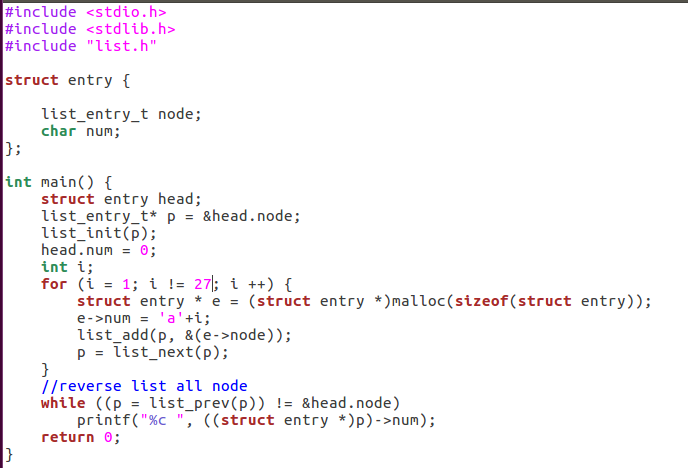 #include <stdio.h>
#include <stdlib.h>
#include "list.h"
struct entry {
list_entry_t node;
char num;
};
int main() {
struct entry head;
list_entry_t* p = &head.node;
list_init(p);
head.num = 0;
int i;
for (i = 1; i != 27; i ++) {
struct entry * e = (struct entry *)malloc(sizeof(struct entry));
e->num = 'a'+i;
list_add(p, &(e->node));
p = list_next(p);
}
//reverse list all node
while ((p = list_prev(p)) != &head.node)
printf("%c ", ((struct entry *)p)->num);
return 0;
}